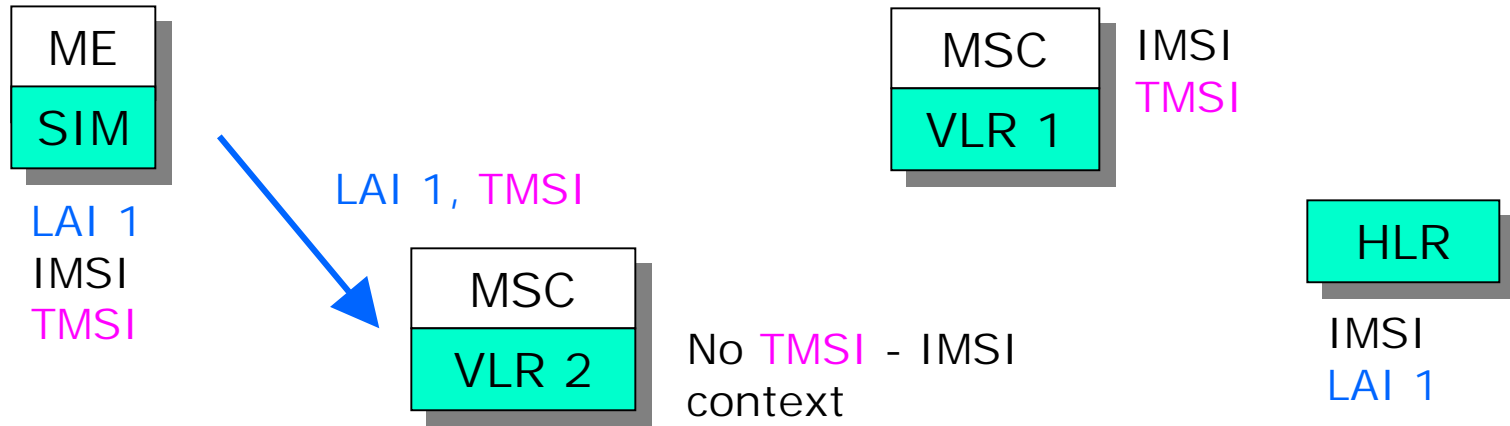 ME
SIM
LAI 1
IMSI
TMSI
LAI 1, TMSI
MSC
VLR 2
No TMSI - IMSI
context
MSC
VLR 1
IMSI
TMSI
HLR
IMSI
LAI 1